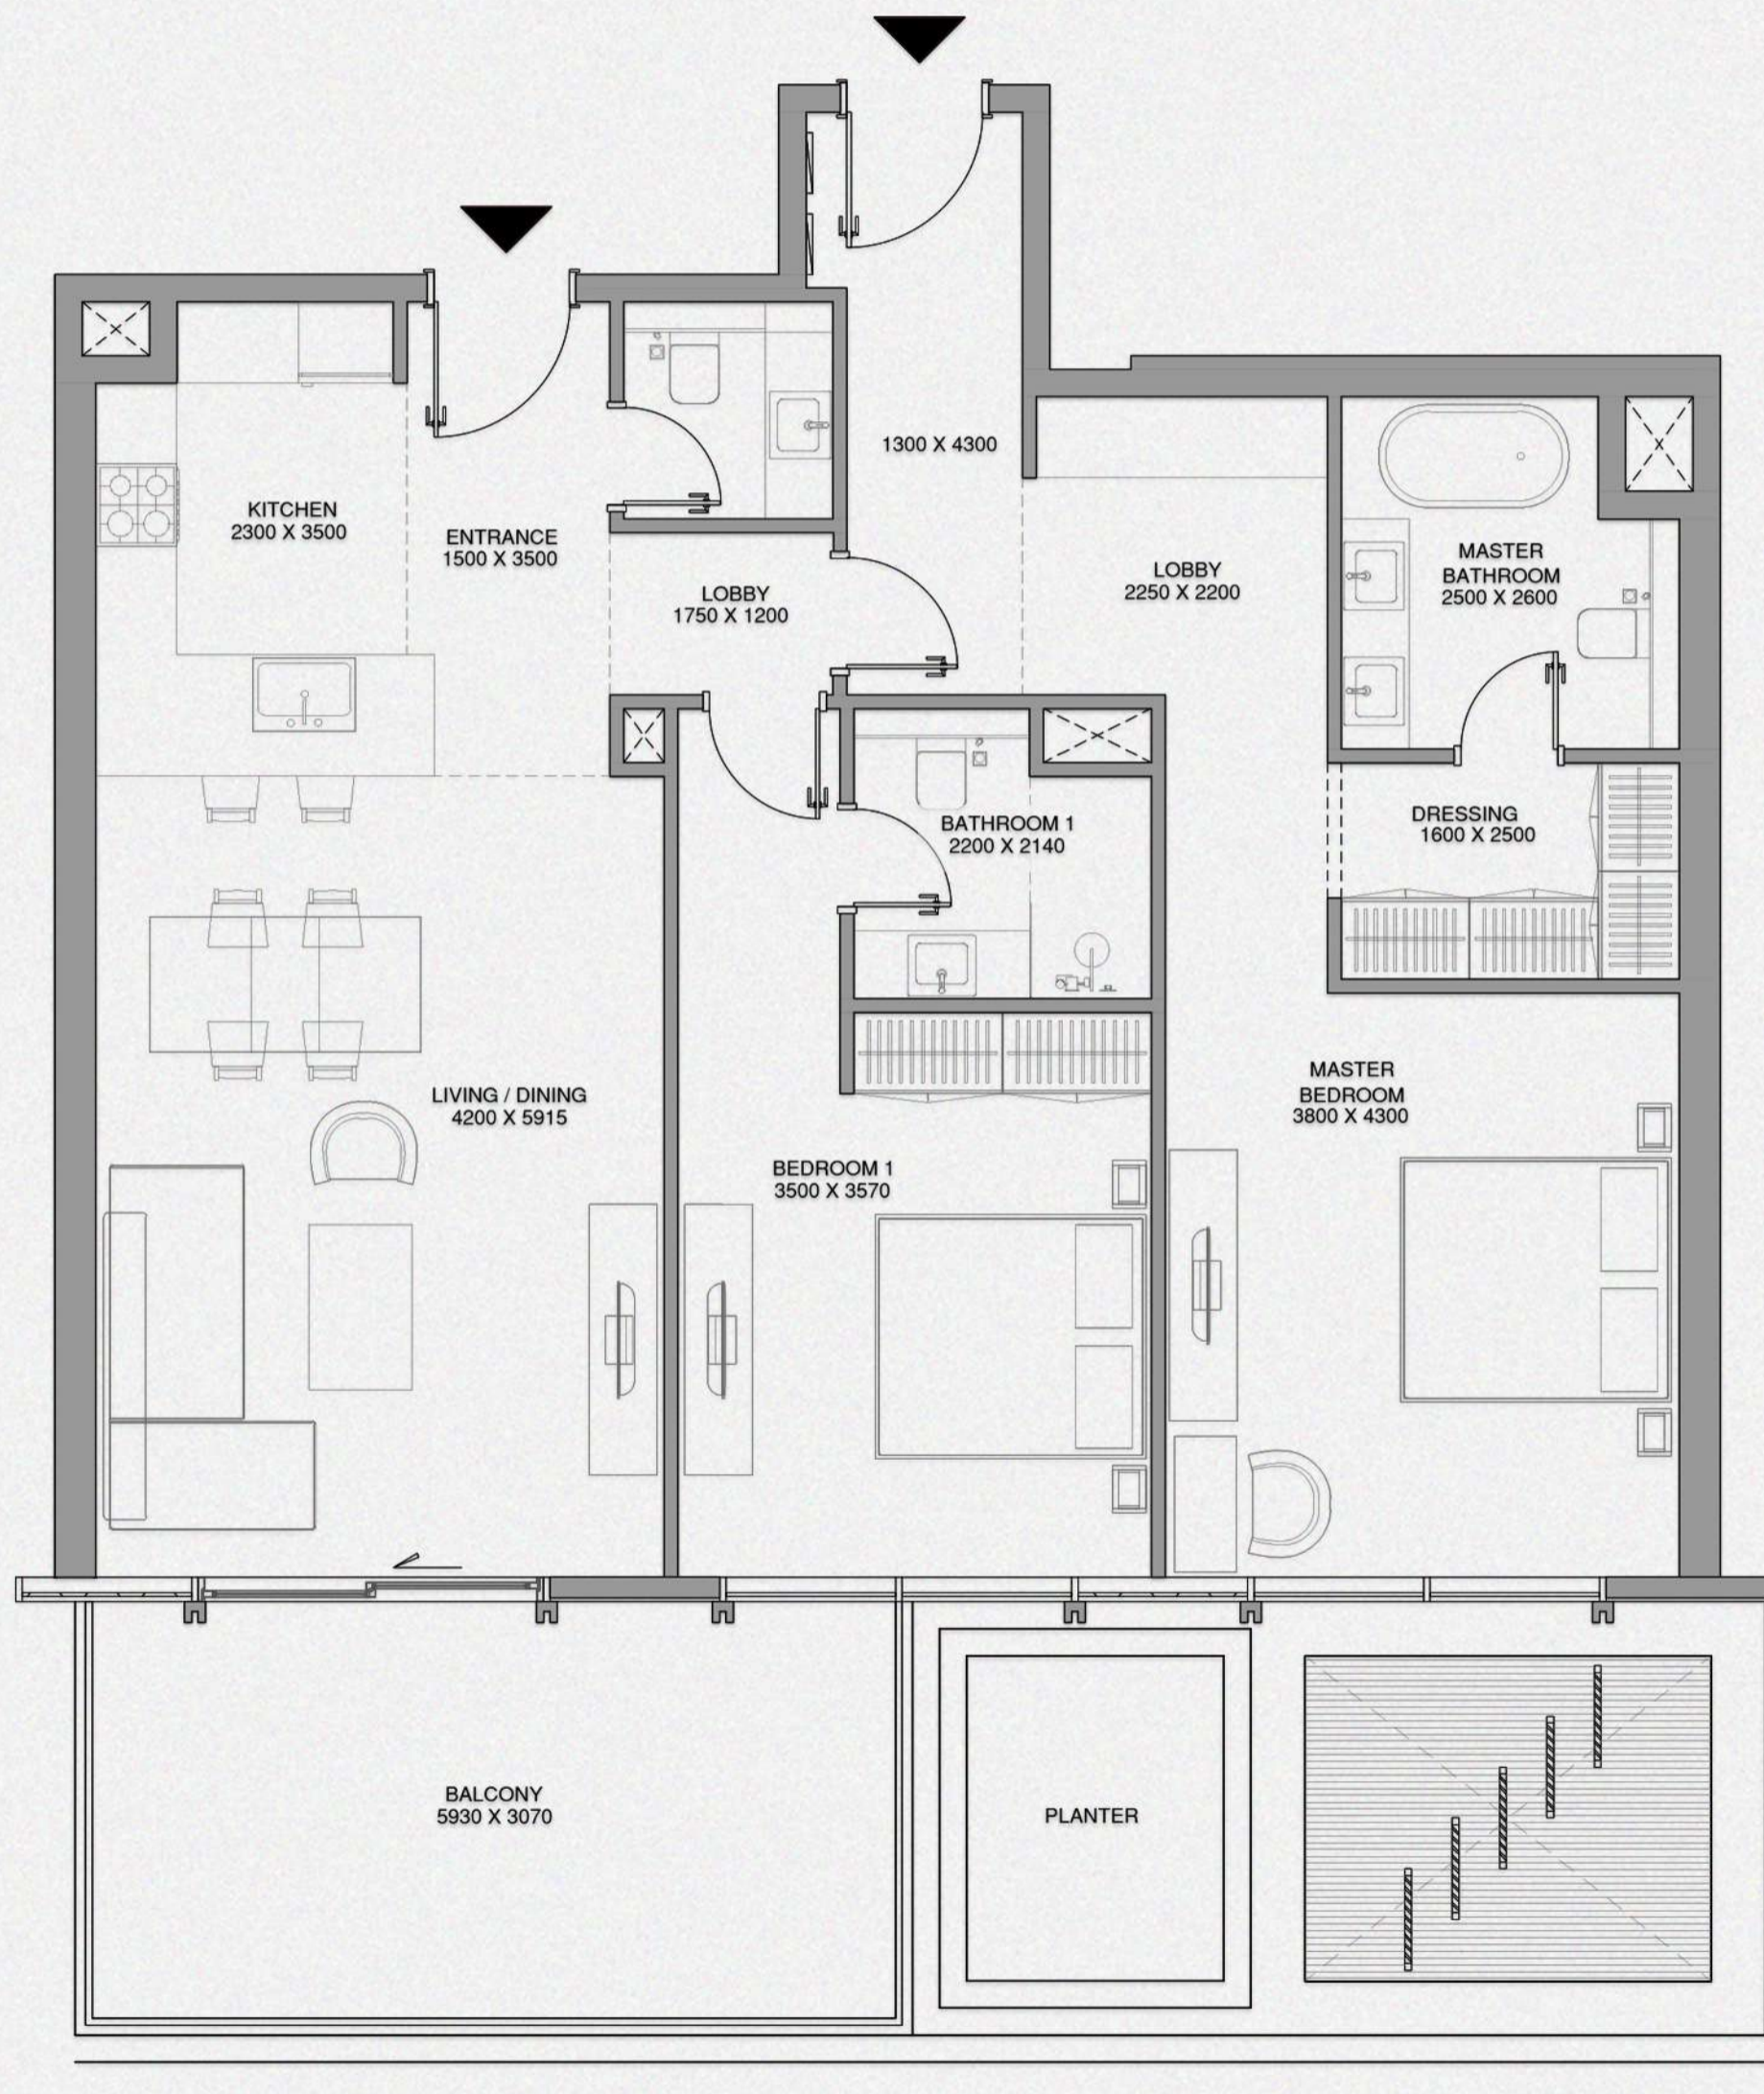 1300 X 4300
KITCHEN
2300 X 3500
ENTRANCE
1500 X 3500
LOBBY
1750 X 1200
LOBBY
2250 X 2200
MASTER
BATHROOM
2500 X 2600
DRESSING
1600 X 2500
BATHROOM 1
2200 X 2140
LIVING / DINING
4200 X 5915
BEDROOM 1
3500 X 3570
MASTER
BEDROOM
3800 X 4300
BALCONY
5930 X 3070
PLANTER